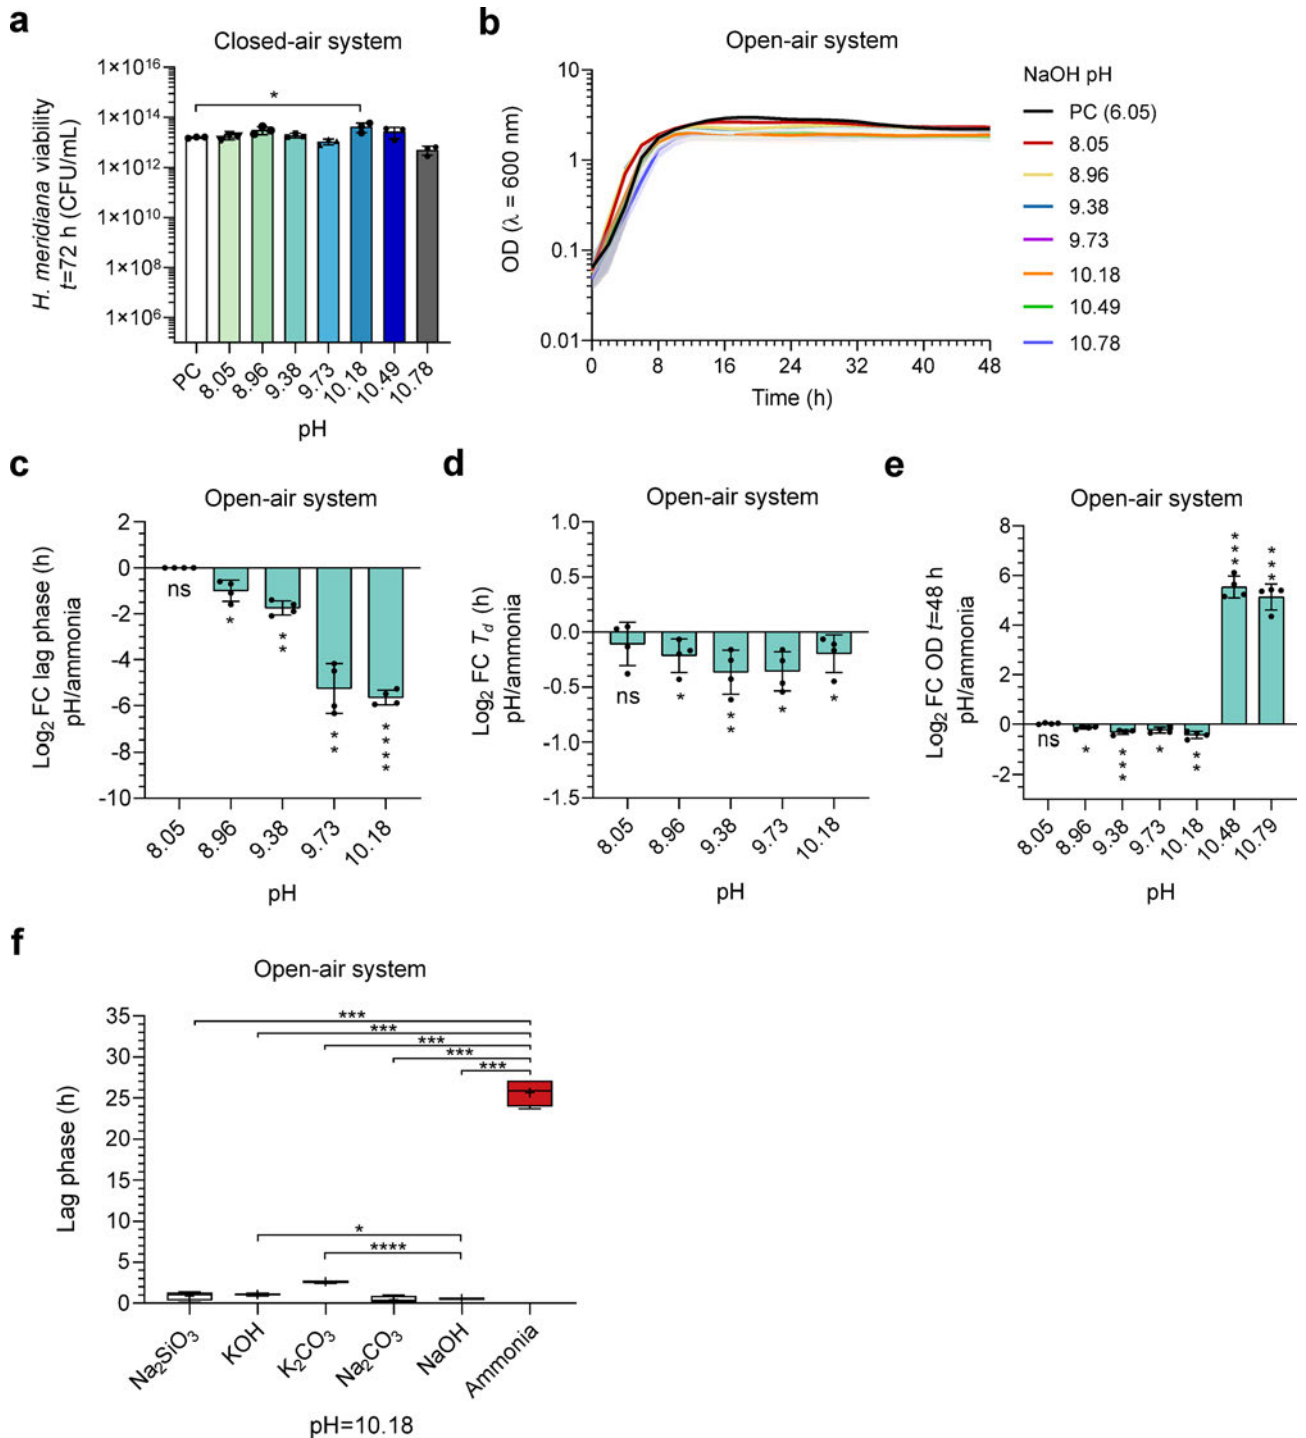 a
Closed-air system
H. meridiana viability
t=72 h (CFU/mL)
1×10¹⁶
1×10¹⁴
1×10¹²
1×10¹⁰
1×10⁸
1×10⁶
*
PC
8.05
8.96
9.38
9.73
10.18
10.49
10.78
pH
b
Open-air system
OD (λ = 600 nm)
10
1
0.1
0.01
0
8
16
24
32
40
48
Time (h)
NaOH pH
PC (6.05)
8.05
8.96
9.38
9.73
10.18
10.49
10.78
c
Open-air system
Log₂ FC lag phase (h)
pH/ammonia
2
0
-2
-4
-6
-8
-10
ns
*
**
**
****
8.05
8.96
9.38
9.73
10.18
pH
d
Open-air system
Log₂ FC T_d (h)
pH/ammonia
1.0
0.5
0.0
-0.5
-1.0
-1.5
ns
*
**
*
*
8.05
8.96
9.38
9.73
10.18
pH
e
Open-air system
Log₂ FC OD t=48 h
pH/ammonia
8
6
4
2
0
-2
ns
*
***
*
**
***
***
8.05
8.96
9.38
9.73
10.18
10.48
10.79
pH
f
Open-air system
Lag phase (h)
35
30
25
20
15
10
5
0
***
***
***
***
***
*
****
Na₂SiO₃
KOH
K₂CO₃
Na₂CO₃
NaOH
Ammonia
pH=10.18